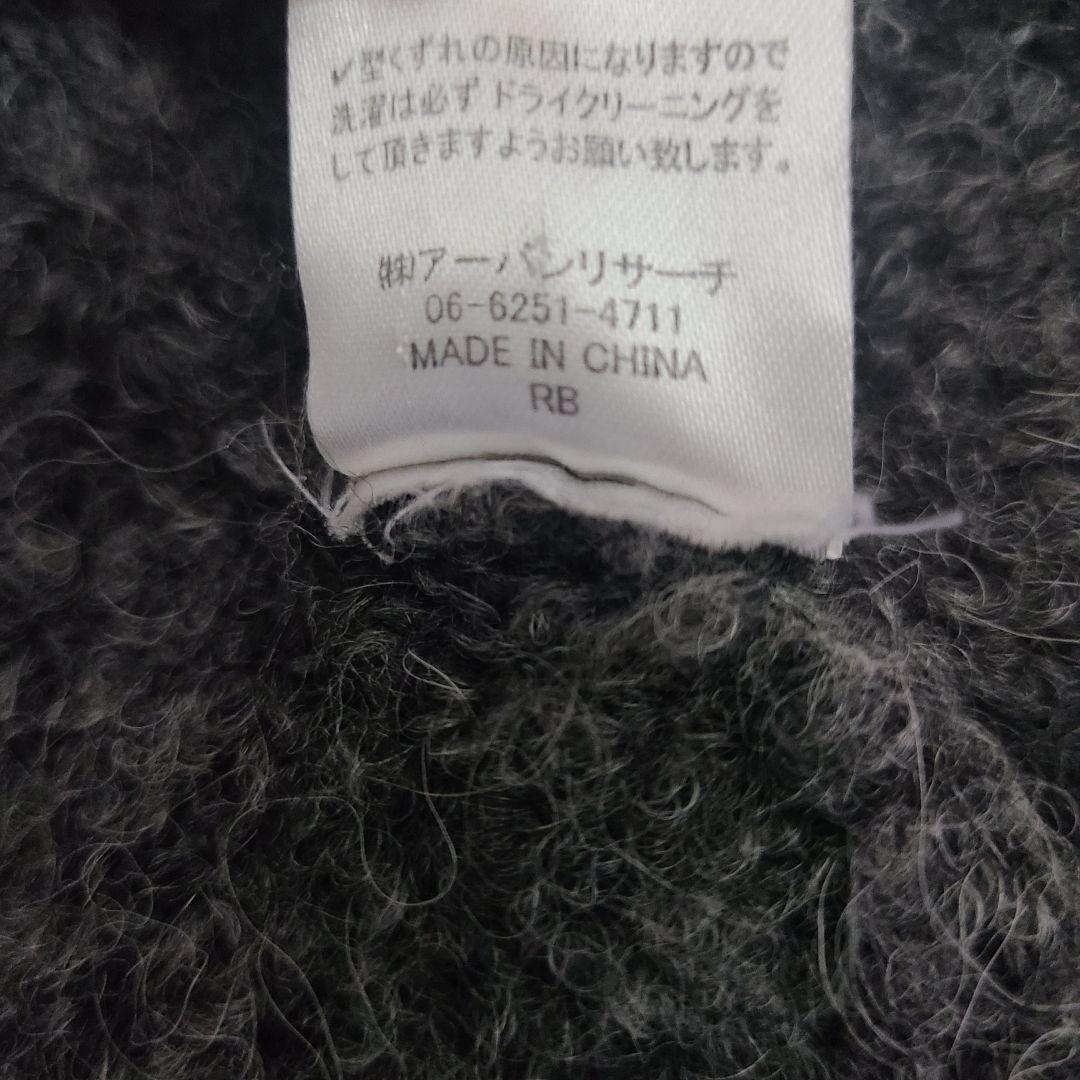 ✓型くずれの原因になりますので
洗濯は必ずドライクリーニングを
して頂きますようお願い致します。
㈱アーバンリサーチ
06-6251-4711
MADE IN CHINA
RB